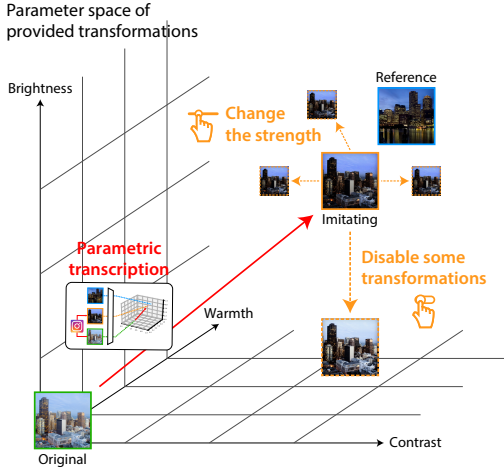 Parameter space of
provided transformations
Brightness
Reference
Change
the strength
Imitating
Parametric
transcription
Disable some
transformations
Warmth
Original
Contrast